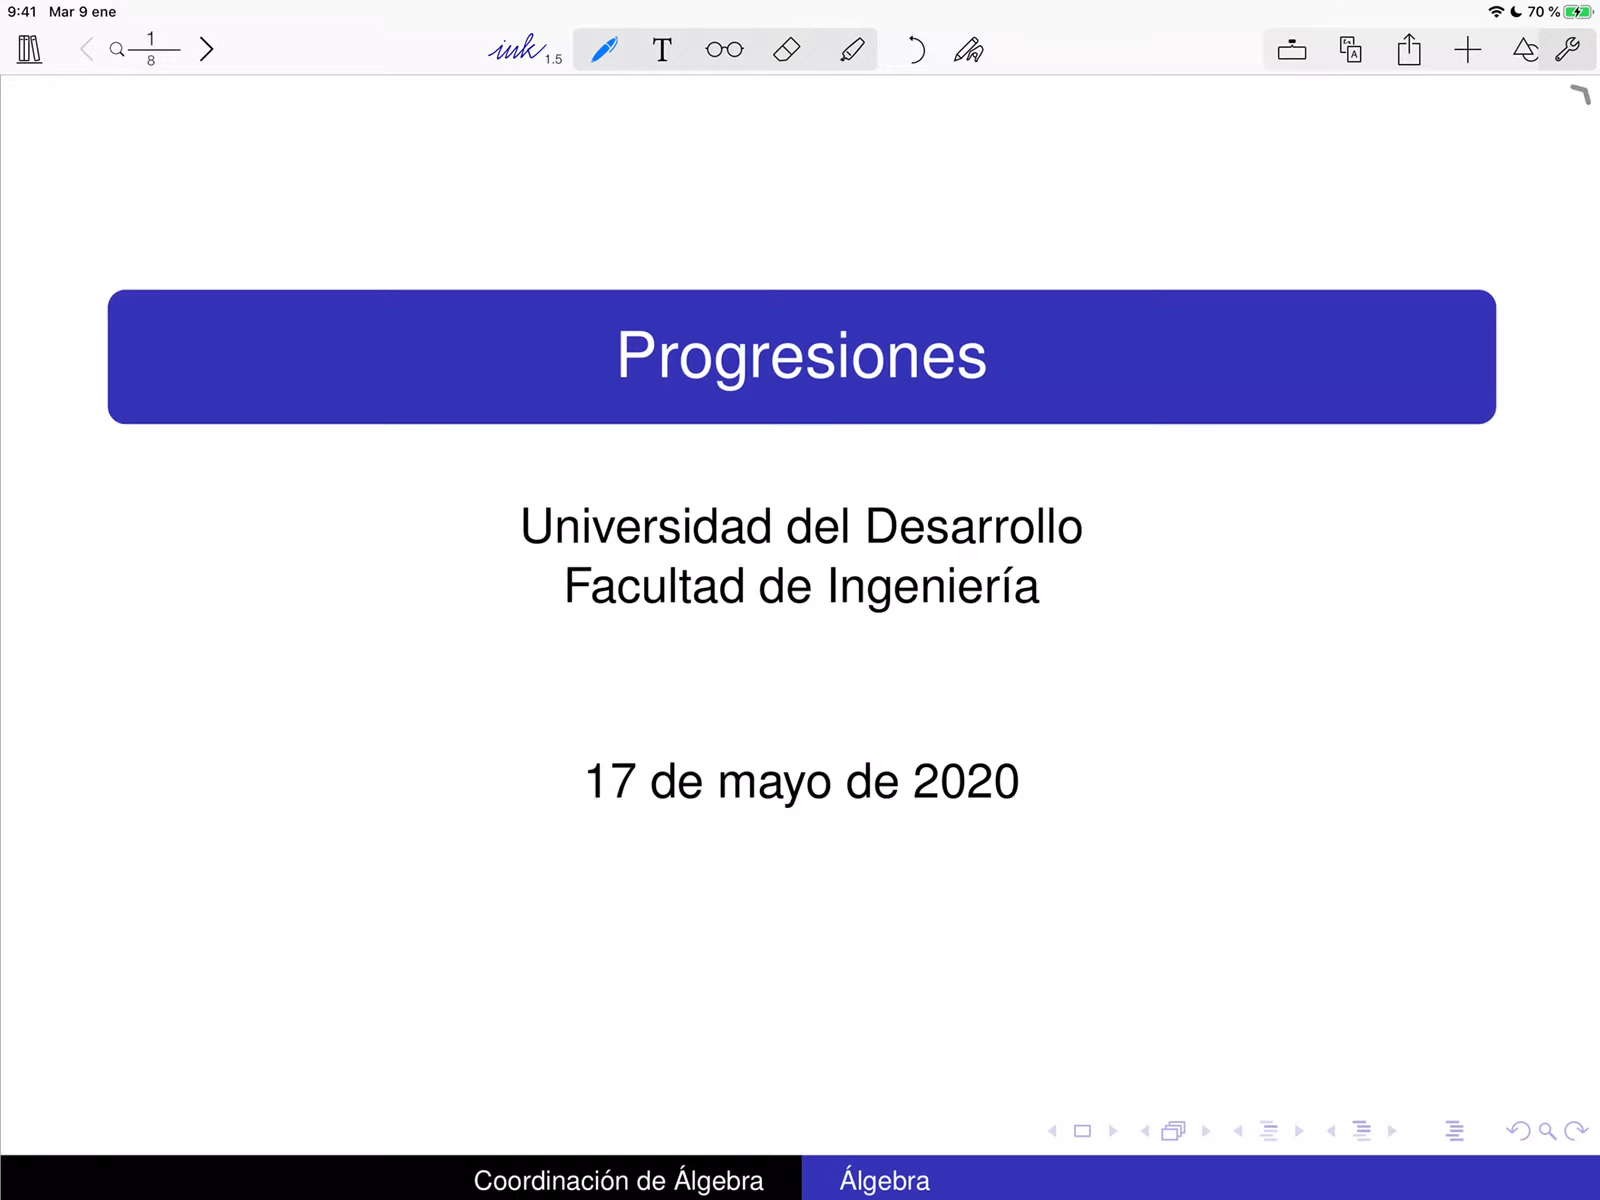 9:41 Mar 9 ene
70 %
1
8
ink 1.5
T
Progresiones
Universidad del Desarrollo
Facultad de Ingeniería
17 de mayo de 2020
Coordinación de Álgebra
Álgebra